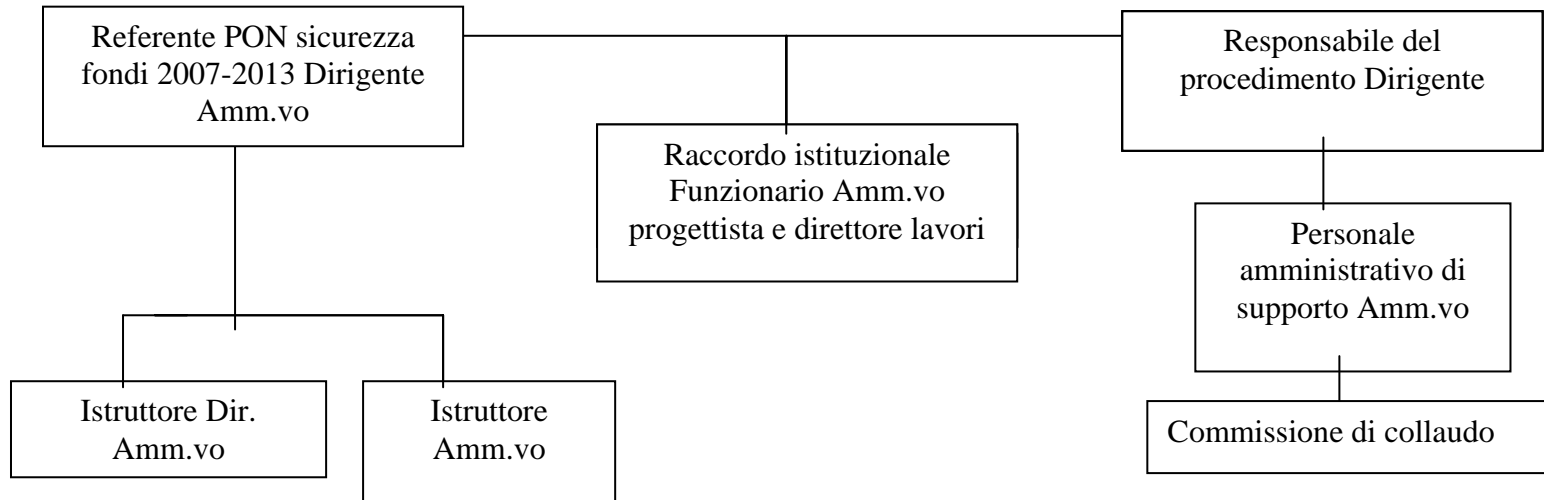 Referente PON sicurezza
fondi 2007-2013 Dirigente
Amm.vo
Responsabile del
procedimento Dirigente
Raccordo istituzionale
Funzionario Amm.vo
progettista e direttore lavori
Personale
amministrativo di
supporto Amm.vo
Istruttore Dir.
Amm.vo
Istruttore
Amm.vo
Commissione di collaudo